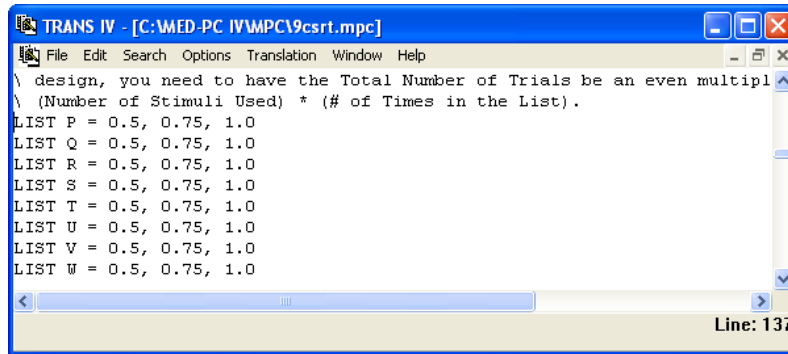 TRANS IV - [C:\MED-PC IV\MPC\9csrt.mpc]
File Edit Search Options Translation Window Help
\ design, you need to have the Total Number of Trials be an even multipl
\ (Number of Stimuli Used) * (# of Times in the List).
LIST P = 0.5, 0.75, 1.0
LIST Q = 0.5, 0.75, 1.0
LIST R = 0.5, 0.75, 1.0
LIST S = 0.5, 0.75, 1.0
LIST T = 0.5, 0.75, 1.0
LIST U = 0.5, 0.75, 1.0
LIST V = 0.5, 0.75, 1.0
LIST W = 0.5, 0.75, 1.0
Line: 137